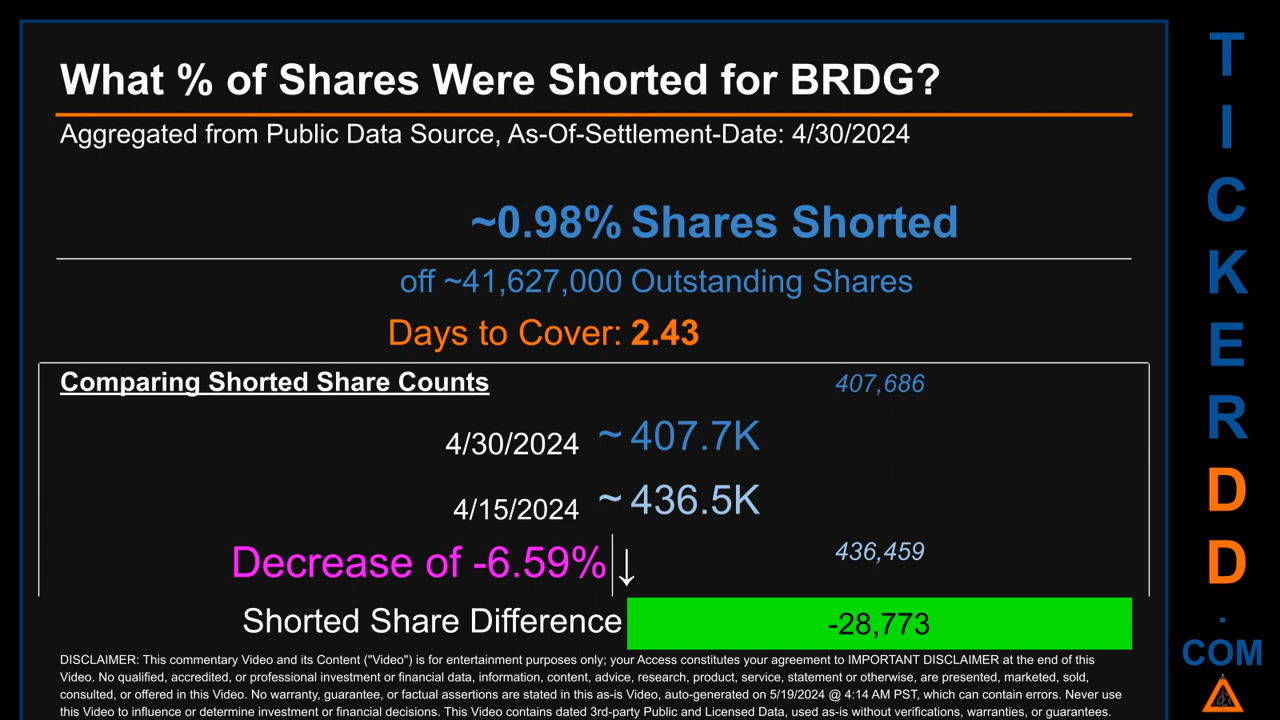 What % of Shares Were Shorted for BRDG?
Aggregated from Public Data Source, As-Of-Settlement-Date: 4/30/2024
~0.98% Shares Shorted
off ~41,627,000 Outstanding Shares
Days to Cover: 2.43
Comparing Shorted Share Counts 407,686
4/30/2024 ~ 407.7K
4/15/2024 ~ 436.5K
Decrease of -6.59% ↓ 436,459
Shorted Share Difference -28,773
DISCLAIMER: This commentary Video and its Content ("Video") is for entertainment purposes only; your Access constitutes your agreement to IMPORTANT DISCLAIMER at the end of this
Video. No qualified, accredited, or professional investment or financial data, information, content, advice, research, product, service, statement or otherwise, are presented, marketed, sold,
consulted, or offered in this Video. No warranty, guarantee, or factual assertions are stated in this as-is Video, auto-generated on 5/19/2024 @ 4:14 AM PST, which can contain errors. Never use
this Video to influence or determine investment or financial decisions. This Video contains dated 3rd-party Public and Licensed Data, used as-is without verifications, warranties, or guarantees.
T
I
C
K
E
R
D
D
.
COM